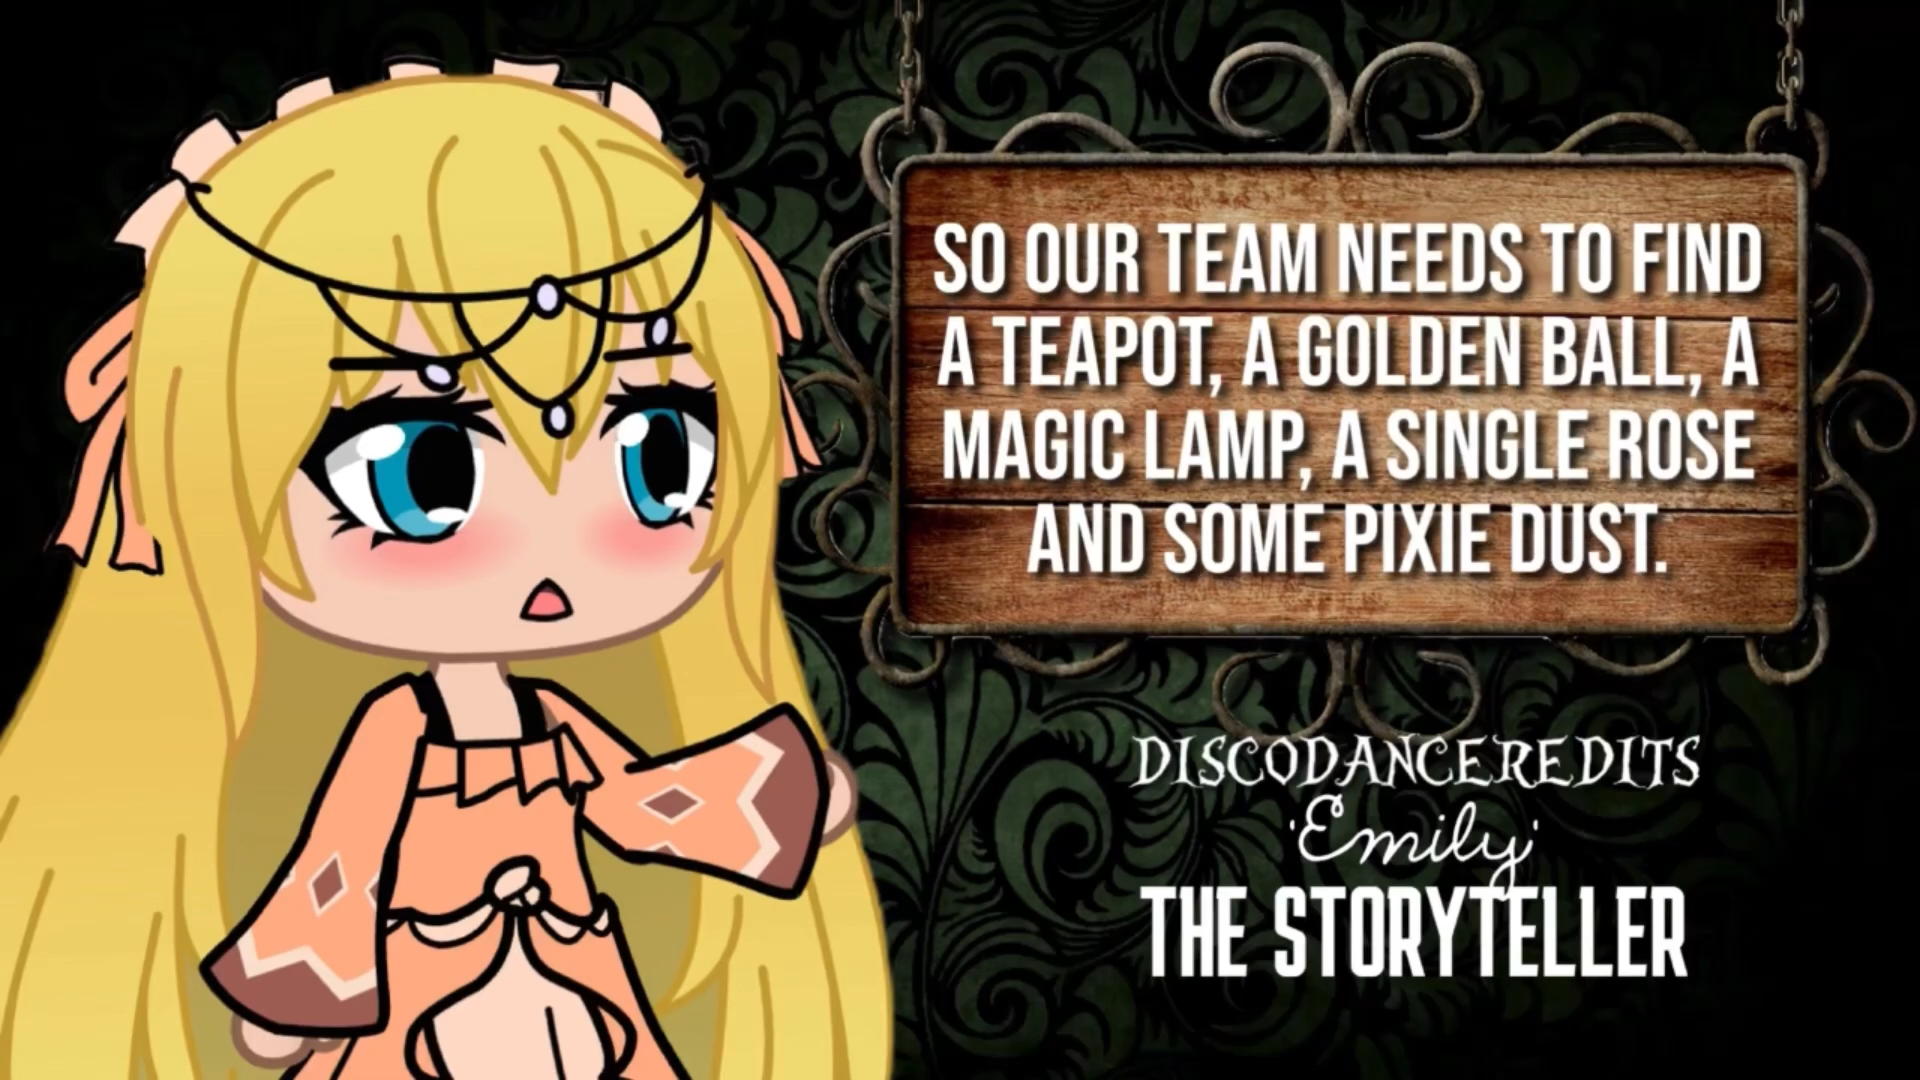 SO OUR TEAM NEEDS TO FIND
A TEAPOT, A GOLDEN BALL, A
MAGIC LAMP, A SINGLE ROSE
AND SOME PIXIE DUST.
DISCODANCEREDITS
'Emily'
THE STORYTELLER